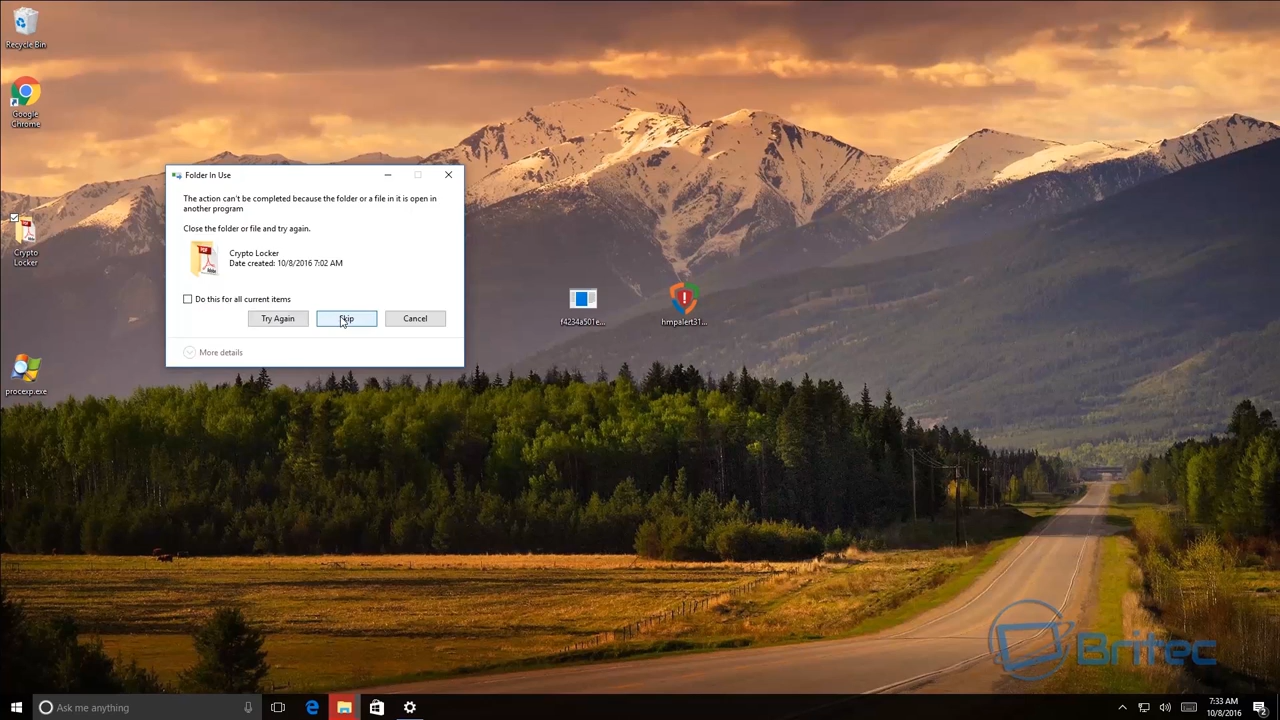 Recycle Bin
Google
Chrome
Crypto
Locker
procexp.exe
Folder In Use
The action can't be completed because the folder or a file in it is open in
another program
Close the folder or file and try again.
PDF
Crypto Locker
Date created: 10/8/2016 7:02 AM
Do this for all current items
Try Again
Skip
Cancel
More details
f4234a501e...
hmpalert31...
Britec
Ask me anything
7:33 AM
10/8/2016
2